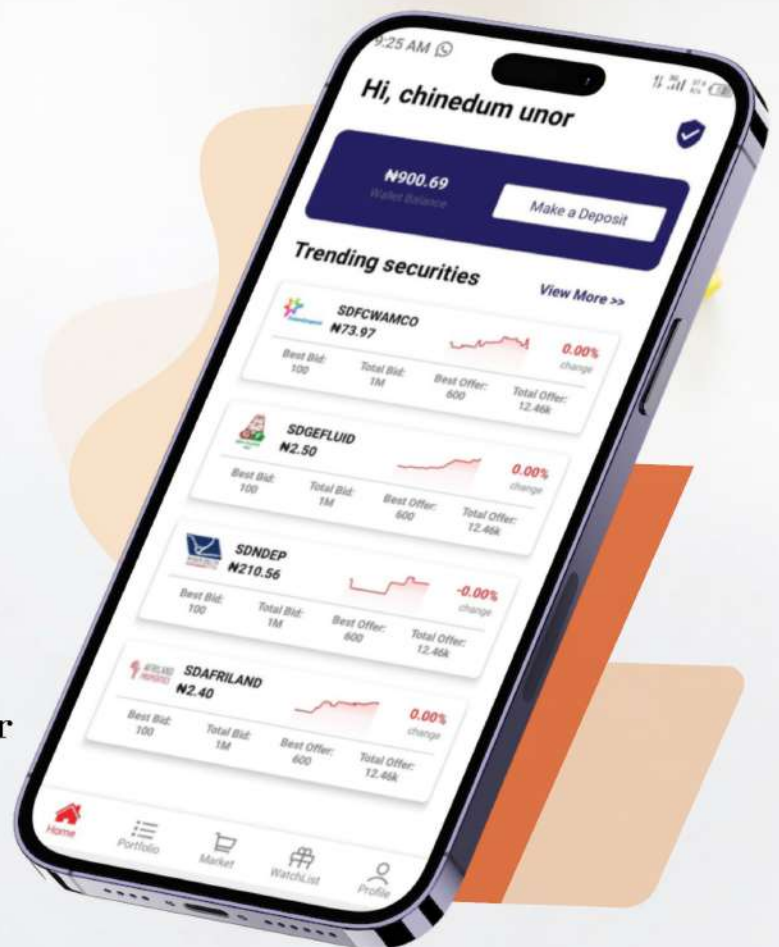 9:25 AM
Hi, chinedum unor
₦900.69
Wallet Balance
Make a Deposit
Trending securities
View More >>
SDFCWAMCO
₦73.97
0.00%
change
Best Bid: Total Bid: Best Offer: Total Offer:
100 1M 600 12.46k
SDGEFLUID
₦2.50
0.00%
change
Best Bid: Total Bid: Best Offer: Total Offer:
100 1M 600 12.46k
SDNDEP
₦210.56
-0.00%
change
Best Bid: Total Bid: Best Offer: Total Offer:
100 1M 600 12.46k
AFRILAND
PROPERTIES
SDAFRILAND
₦2.40
0.00%
change
Best Bid: Total Bid: Best Offer: Total Offer:
100 1M 600 12.46k
r
Home Portfolio Market WatchList Profile